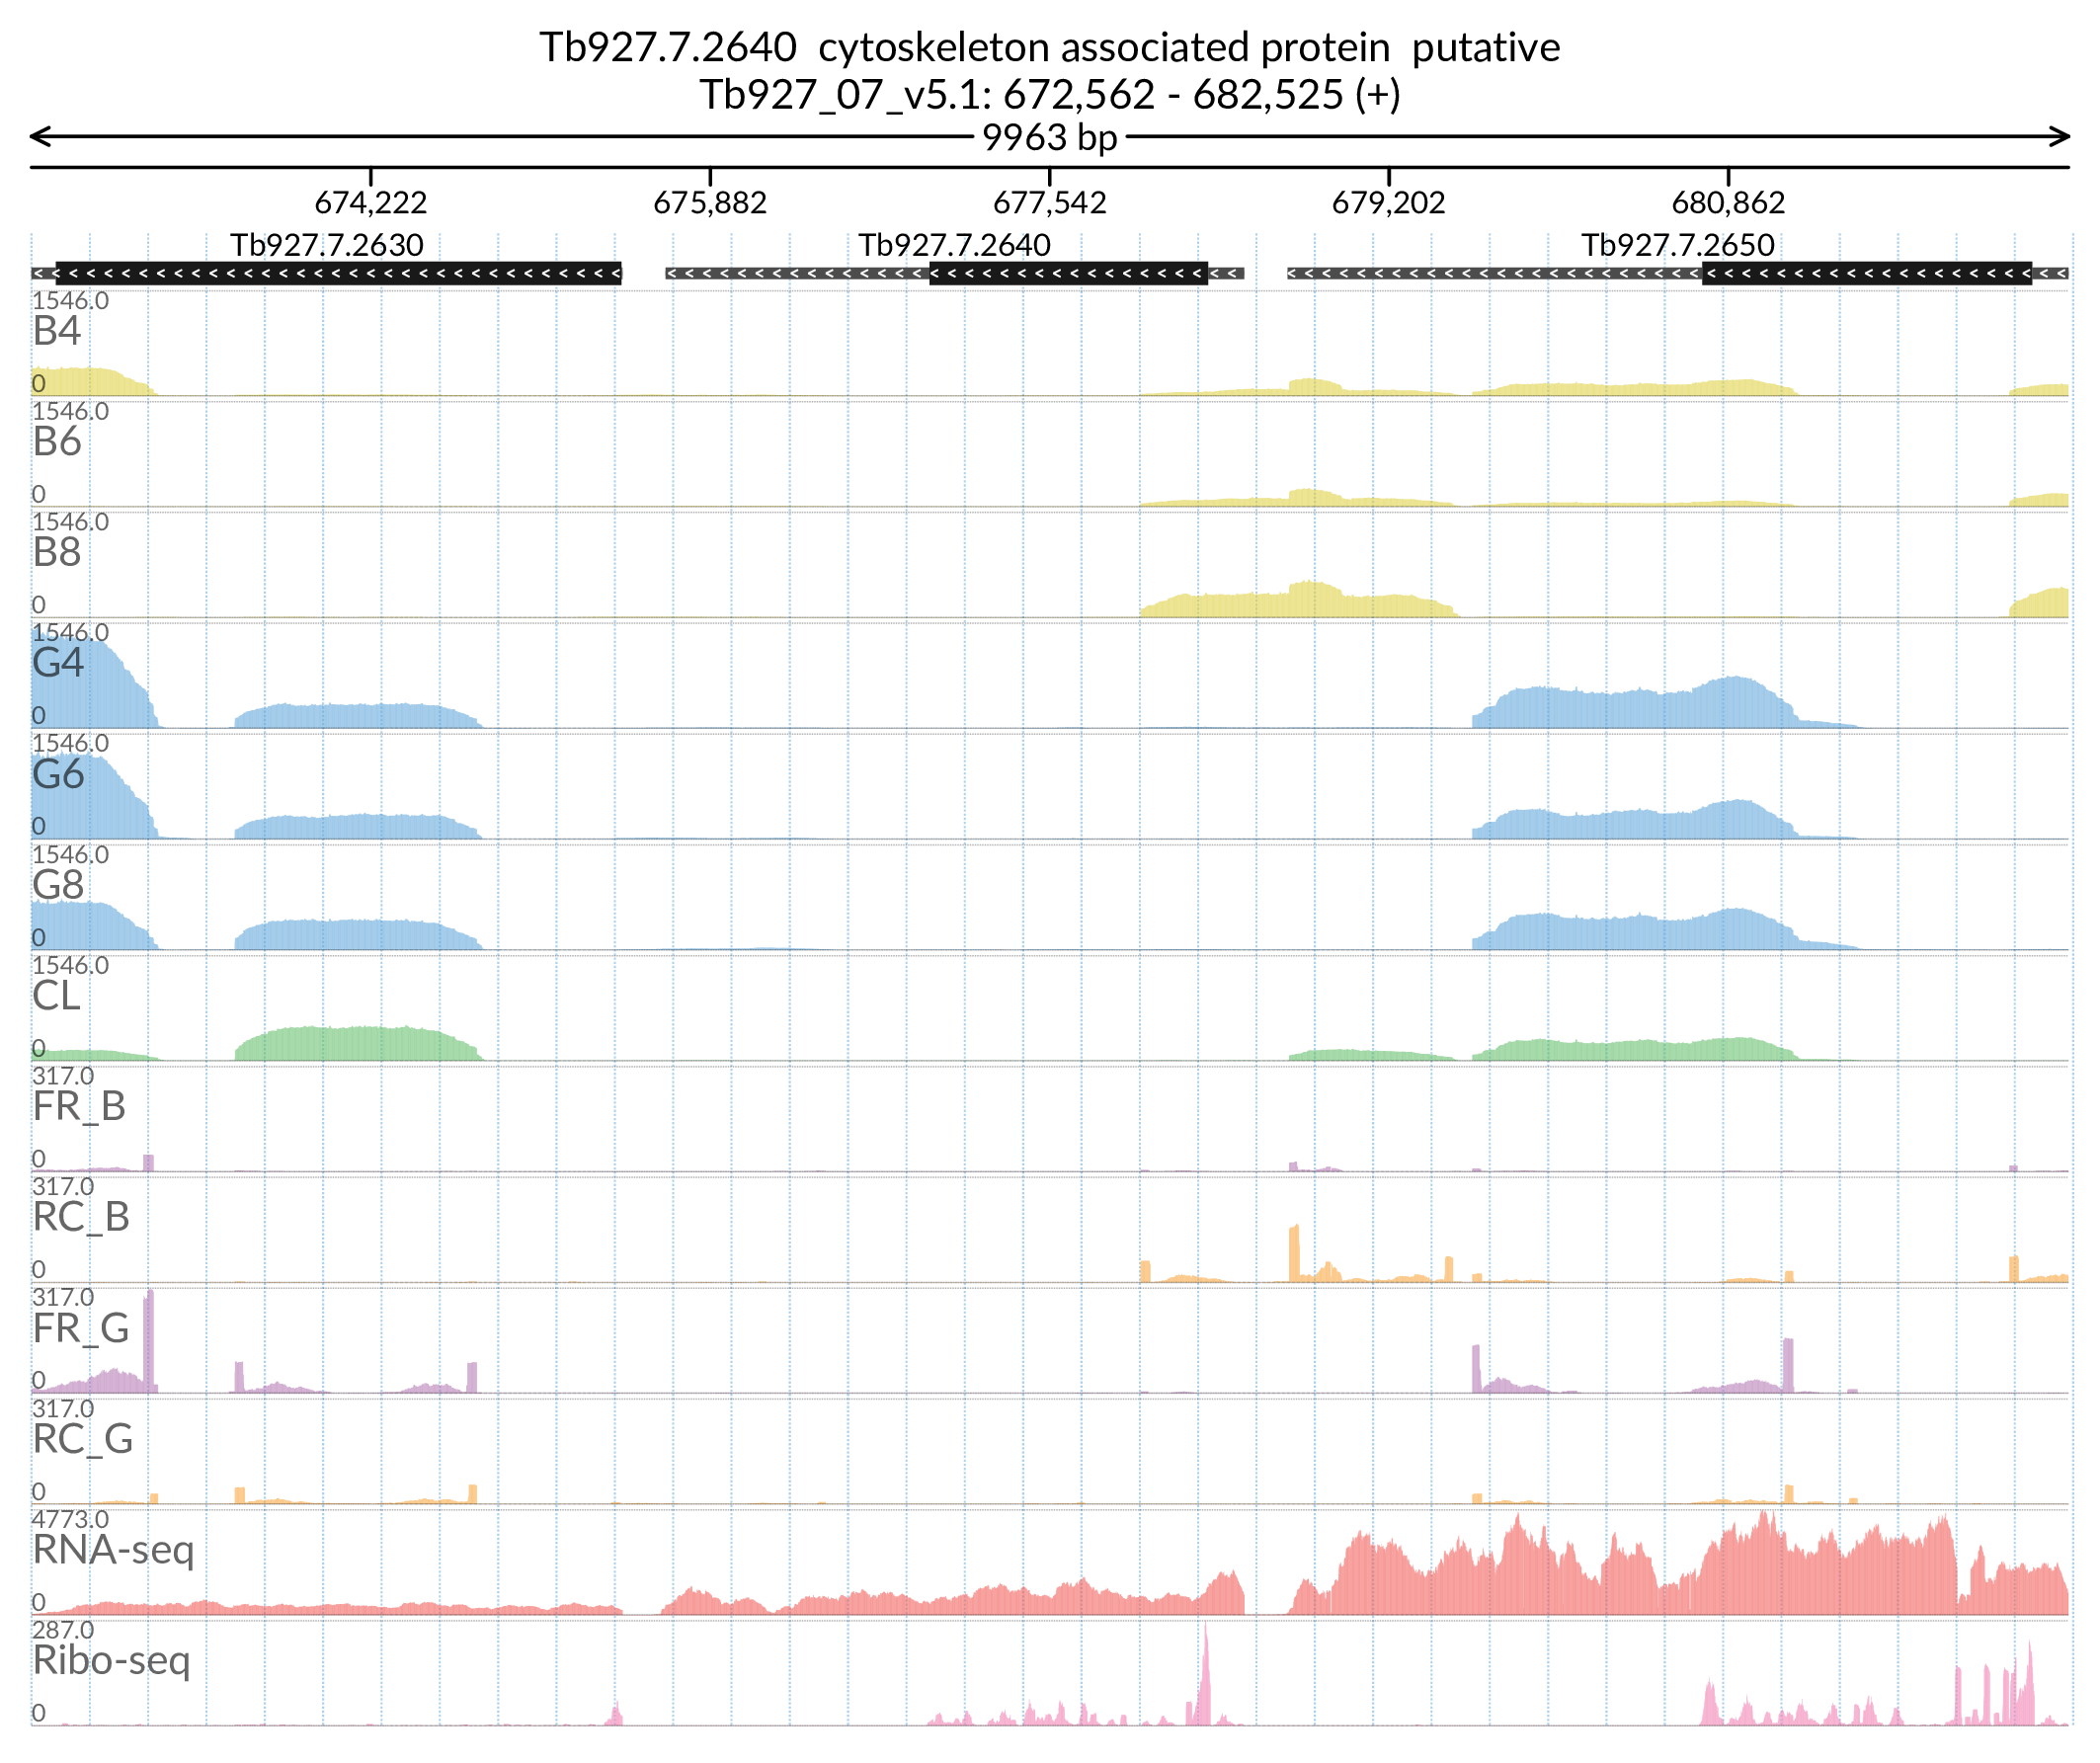 Tb927.7.2640  cytoskeleton associated protein  putative
Tb927_07_v5.1: 672,562 - 682,525 (+)
9963 bp
674,222 675,882 677,542 679,202 680,862
Tb927.7.2630 Tb927.7.2640 Tb927.7.2650
1546.0
B4
0
1546.0
B6
0
1546.0
B8
0
1546.0
G4
0
1546.0
G6
0
1546.0
G8
0
1546.0
CL
0
317.0
FR_B
0
317.0
RC_B
0
317.0
FR_G
0
317.0
RC_G
0
4773.0
RNA-seq
0
287.0
Ribo-seq
0